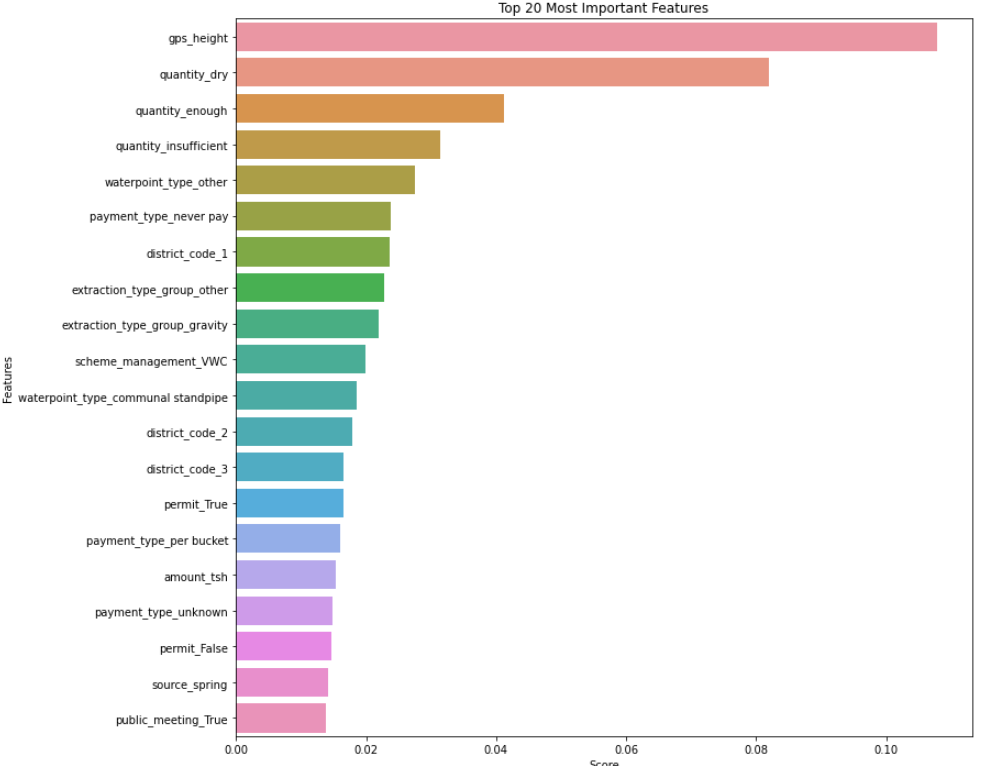 Top 20 Most Important Features
gps_height
quantity_dry
quantity_enough
quantity_insufficient
waterpoint_type_other
payment_type_never pay
district_code_1
extraction_type_group_other
extraction_type_group_gravity
scheme_management_VWC
waterpoint_type_communal standpipe
district_code_2
district_code_3
permit_True
payment_type_per bucket
amount_tsh
payment_type_unknown
permit_False
source_spring
public_meeting_True
Features
0.00 0.02 0.04 0.06 0.08 0.10
Score